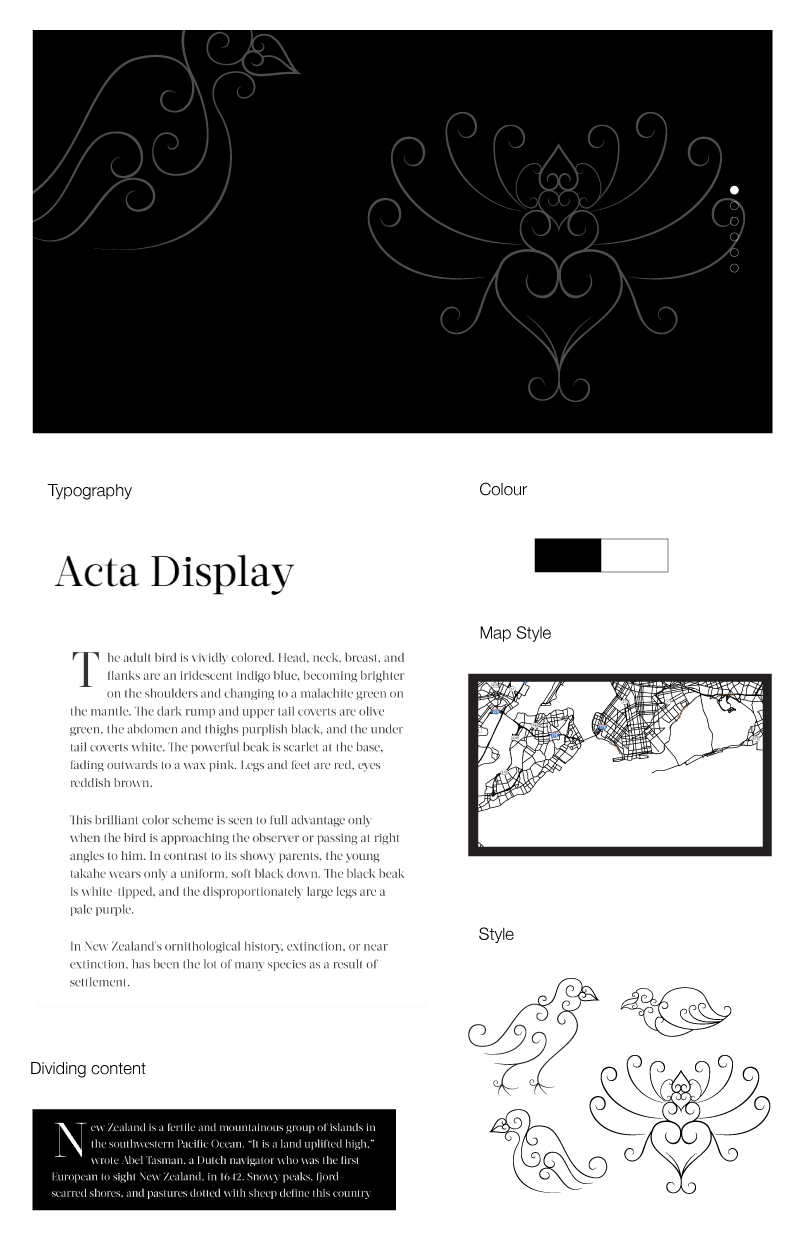 Typography
Acta Display
The adult bird is vividly colored. Head, neck, breast, and
flanks are an iridescent indigo blue, becoming brighter
on the shoulders and changing to a malachite green on
the mantle. The dark rump and upper tail coverts are olive
green, the abdomen and thighs purplish black, and the under
tail coverts white. The powerful beak is scarlet at the base,
fading outwards to a wax pink. Legs and feet are red, eyes
reddish brown.
This brilliant color scheme is seen to full advantage only
when the bird is approaching the observer or passing at right
angles to him. In contrast to its showy parents, the young
takahe wears only a uniform, soft black down. The black beak
is white-tipped, and the disproportionately large legs are a
pale purple.
In New Zealand's ornithological history, extinction, or near
extinction, has been the lot of many species as a result of
settlement.
Dividing content
New Zealand is a fertile and mountainous group of islands in
the southwestern Pacific Ocean. “It is a land uplifted high,”
wrote Abel Tasman, a Dutch navigator who was the first
European to sight New Zealand, in 1642. Snowy peaks, fjord-
scarred shores, and pastures dotted with sheep define this country
Colour
Map Style
Style